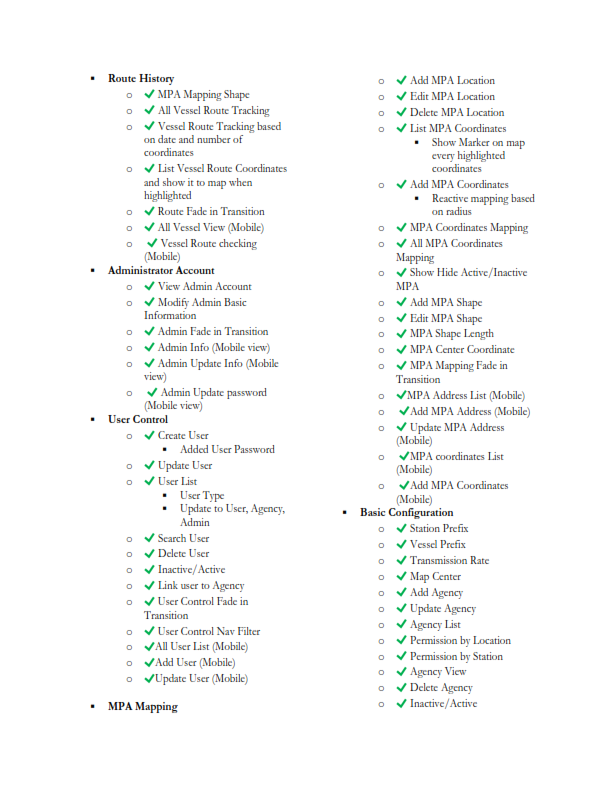 ▪ Route History
o ✔ MPA Mapping Shape
o ✔ All Vessel Route Tracking
o ✔ Vessel Route Tracking based
on date and number of
coordinates
o ✔ List Vessel Route Coordinates
and show it to map when
highlighted
o ✔ Route Fade in Transition
o ✔ All Vessel View (Mobile)
o ✔ Vessel Route checking
(Mobile)
▪ Administrator Account
o ✔ View Admin Account
o ✔ Modify Admin Basic
Information
o ✔ Admin Fade in Transition
o ✔ Admin Info (Mobile view)
o ✔ Admin Update Info (Mobile
view)
o ✔ Admin Update password
(Mobile view)
▪ User Control
o ✔ Create User
▪ Added User Password
o ✔ Update User
o ✔ User List
▪ User Type
▪ Update to User, Agency,
Admin
o ✔ Search User
o ✔ Delete User
o ✔ Inactive/Active
o ✔ Link user to Agency
o ✔ User Control Fade in
Transition
o ✔ User Control Nav Filter
o ✔All User List (Mobile)
o ✔Add User (Mobile)
o ✔Update User (Mobile)
▪ MPA Mapping
o ✔ Add MPA Location
o ✔ Edit MPA Location
o ✔ Delete MPA Location
o ✔ List MPA Coordinates
▪ Show Marker on map
every highlighted
coordinates
o ✔ Add MPA Coordinates
▪ Reactive mapping based
on radius
o ✔ MPA Coordinates Mapping
o ✔ All MPA Coordinates
Mapping
o ✔ Show Hide Active/Inactive
MPA
o ✔ Add MPA Shape
o ✔ Edit MPA Shape
o ✔ MPA Shape Length
o ✔ MPA Center Coordinate
o ✔ MPA Mapping Fade in
Transition
o ✔MPA Address List (Mobile)
o ✔Add MPA Address (Mobile)
o ✔ Update MPA Address
(Mobile)
o ✔MPA coordinates List
(Mobile)
o ✔Add MPA Coordinates
(Mobile)
▪ Basic Configuration
o ✔ Station Prefix
o ✔ Vessel Prefix
o ✔ Transmission Rate
o ✔ Map Center
o ✔ Add Agency
o ✔ Update Agency
o ✔ Agency List
o ✔ Permission by Location
o ✔ Permission by Station
o ✔ Agency View
o ✔ Delete Agency
o ✔ Inactive/Active